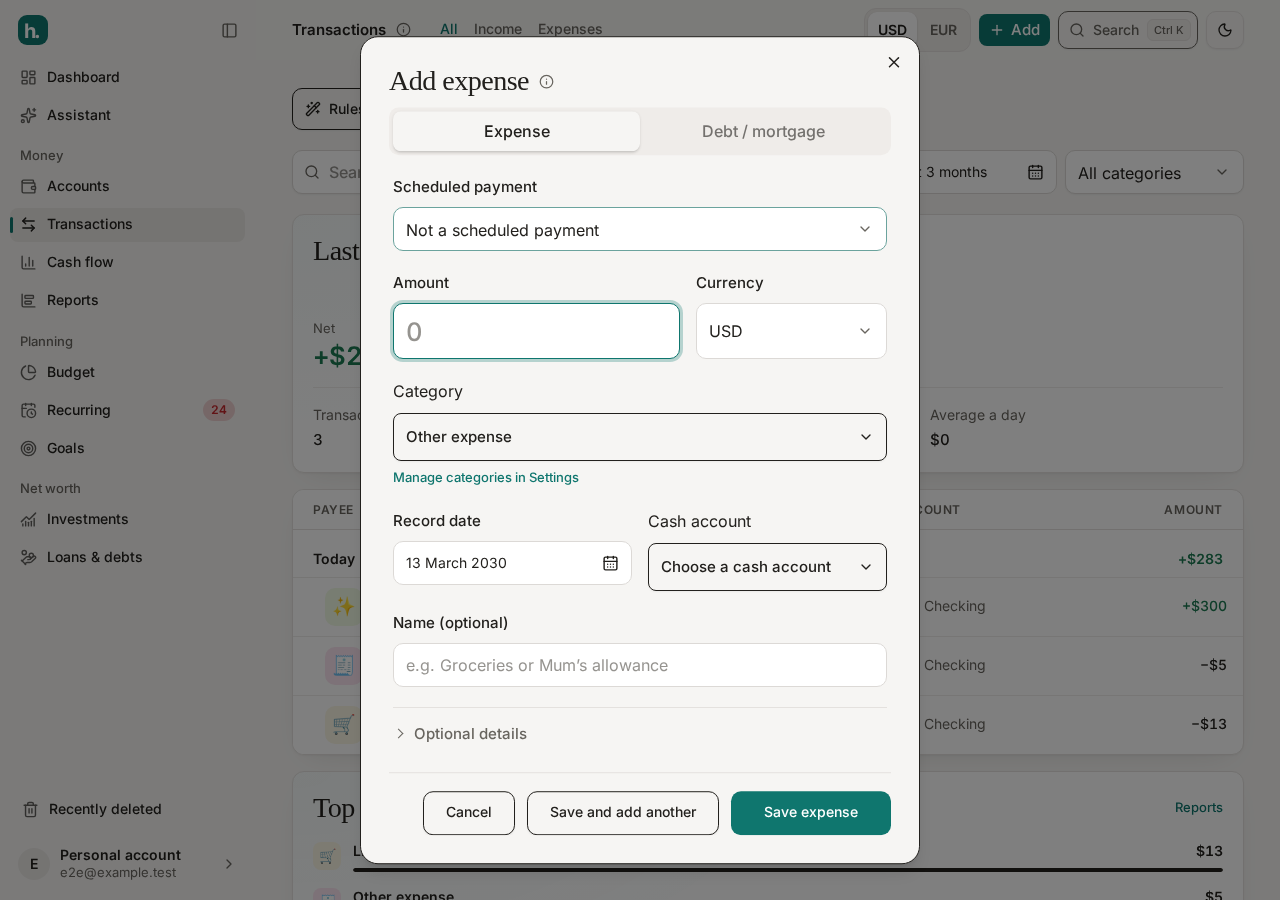 h.
Transactions
All
Income
Expenses
USD
EUR
Add
Search
Ctrl K
Dashboard
Assistant
Money
Accounts
Transactions
Cash flow
Reports
Planning
Budget
Recurring
24
Goals
Net worth
Investments
Loans & debts
Recently deleted
E
Personal account
e2e@example.test
Rules
3 months
All categories
Last
Net
3
Average a day
$0
PAYEE
AMOUNT
Today
+$283
Checking
+$300
Checking
−$5
Checking
−$13
Top
Reports
$13
Other expense
$5
Add expense
Expense
Debt / mortgage
Scheduled payment
Not a scheduled payment
Amount
Currency
0
USD
Category
Other expense
Manage categories in Settings
Record date
Cash account
13 March 2030
Choose a cash account
Name (optional)
e.g. Groceries or Mum’s allowance
Optional details
Cancel
Save and add another
Save expense